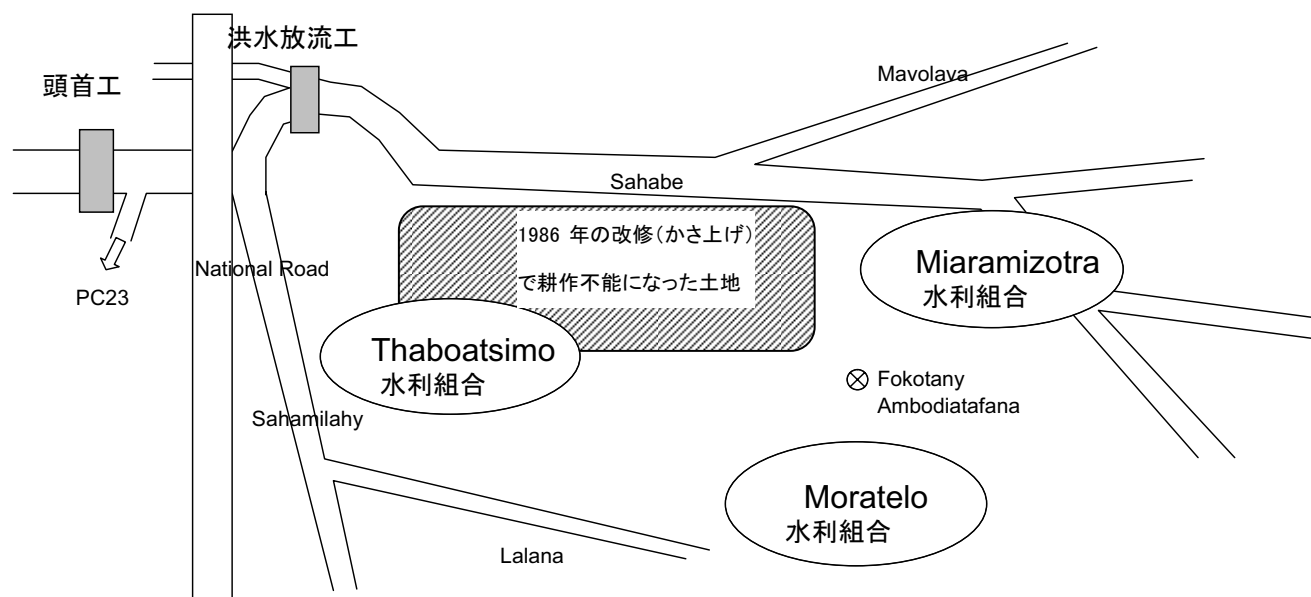 洪水放流工
頭首工
Mavolava
Sahabe
1986 年の改修(かさ上げ)
で耕作不能になった土地
National Road
PC23
Miaramizotra
水利組合
Thaboatsimo
水利組合
Fokotany
Ambodiatafana
Sahamilahy
Moratelo
水利組合
Lalana